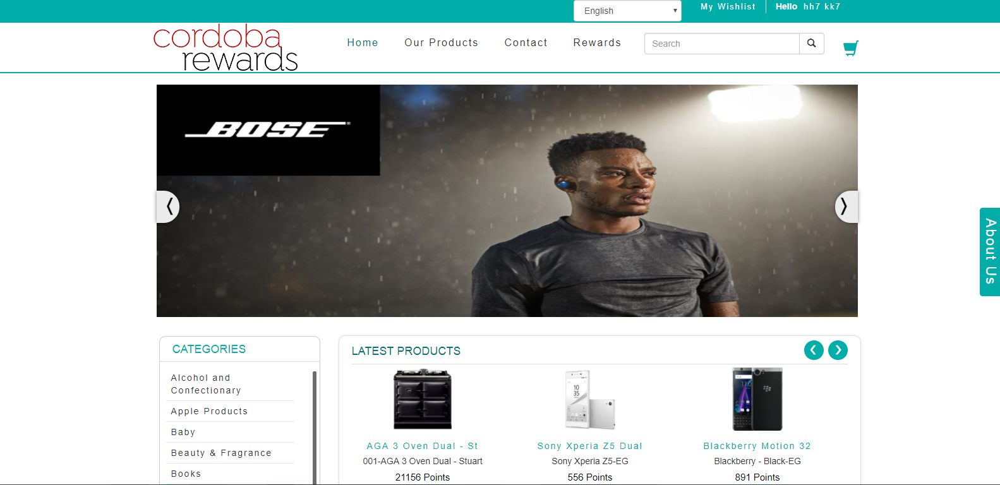 English
My Wishlist
Hello hh7 kk7
cordoba
rewards
Home
Our Products
Contact
Rewards
Search
BOSE
About Us
CATEGORIES
Alcohol and
Confectionary
Apple Products
Baby
Beauty & Fragrance
Books
LATEST PRODUCTS
AGA 3 Oven Dual - St
001-AGA 3 Oven Dual - Stuart
21156 Points
Sony Xperia Z5 Dual
Sony Xperia Z5-EG
556 Points
Blackberry Motion 32
Blackberry - Black-EG
891 Points